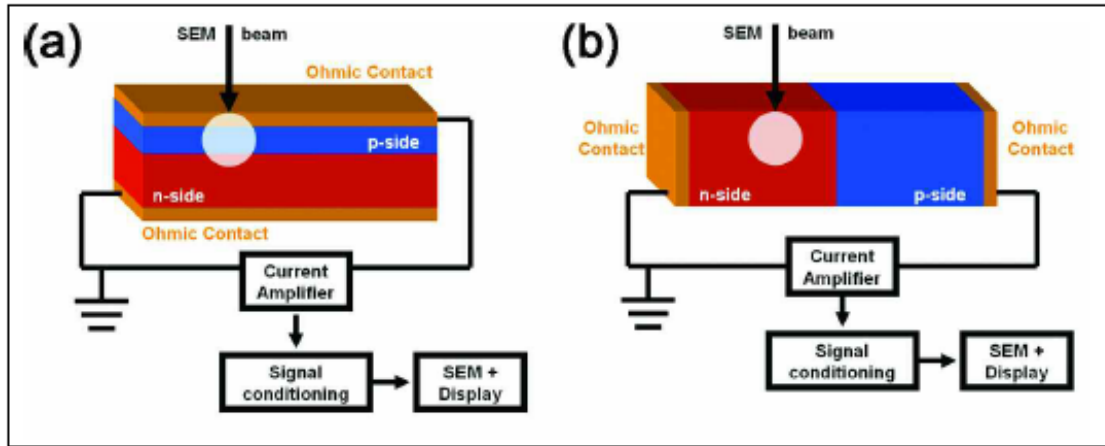 (a)
SEM beam
Ohmic Contact
p-side
n-side
Ohmic Contact
Current
Amplifier
Signal
conditioning
SEM +
Display
(b)
SEM beam
Ohmic
Contact
Ohmic
Contact
n-side
p-side
Current
Amplifier
Signal
conditioning
SEM +
Display